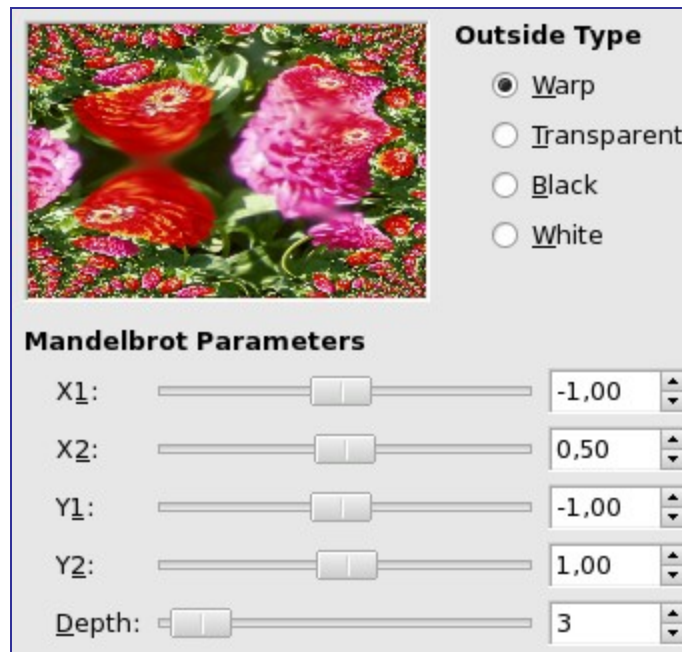 Outside Type
Warp
Transparent
Black
White
Mandelbrot Parameters
X1: -1,00
X2: 0,50
Y1: -1,00
Y2: 1,00
Depth: 3